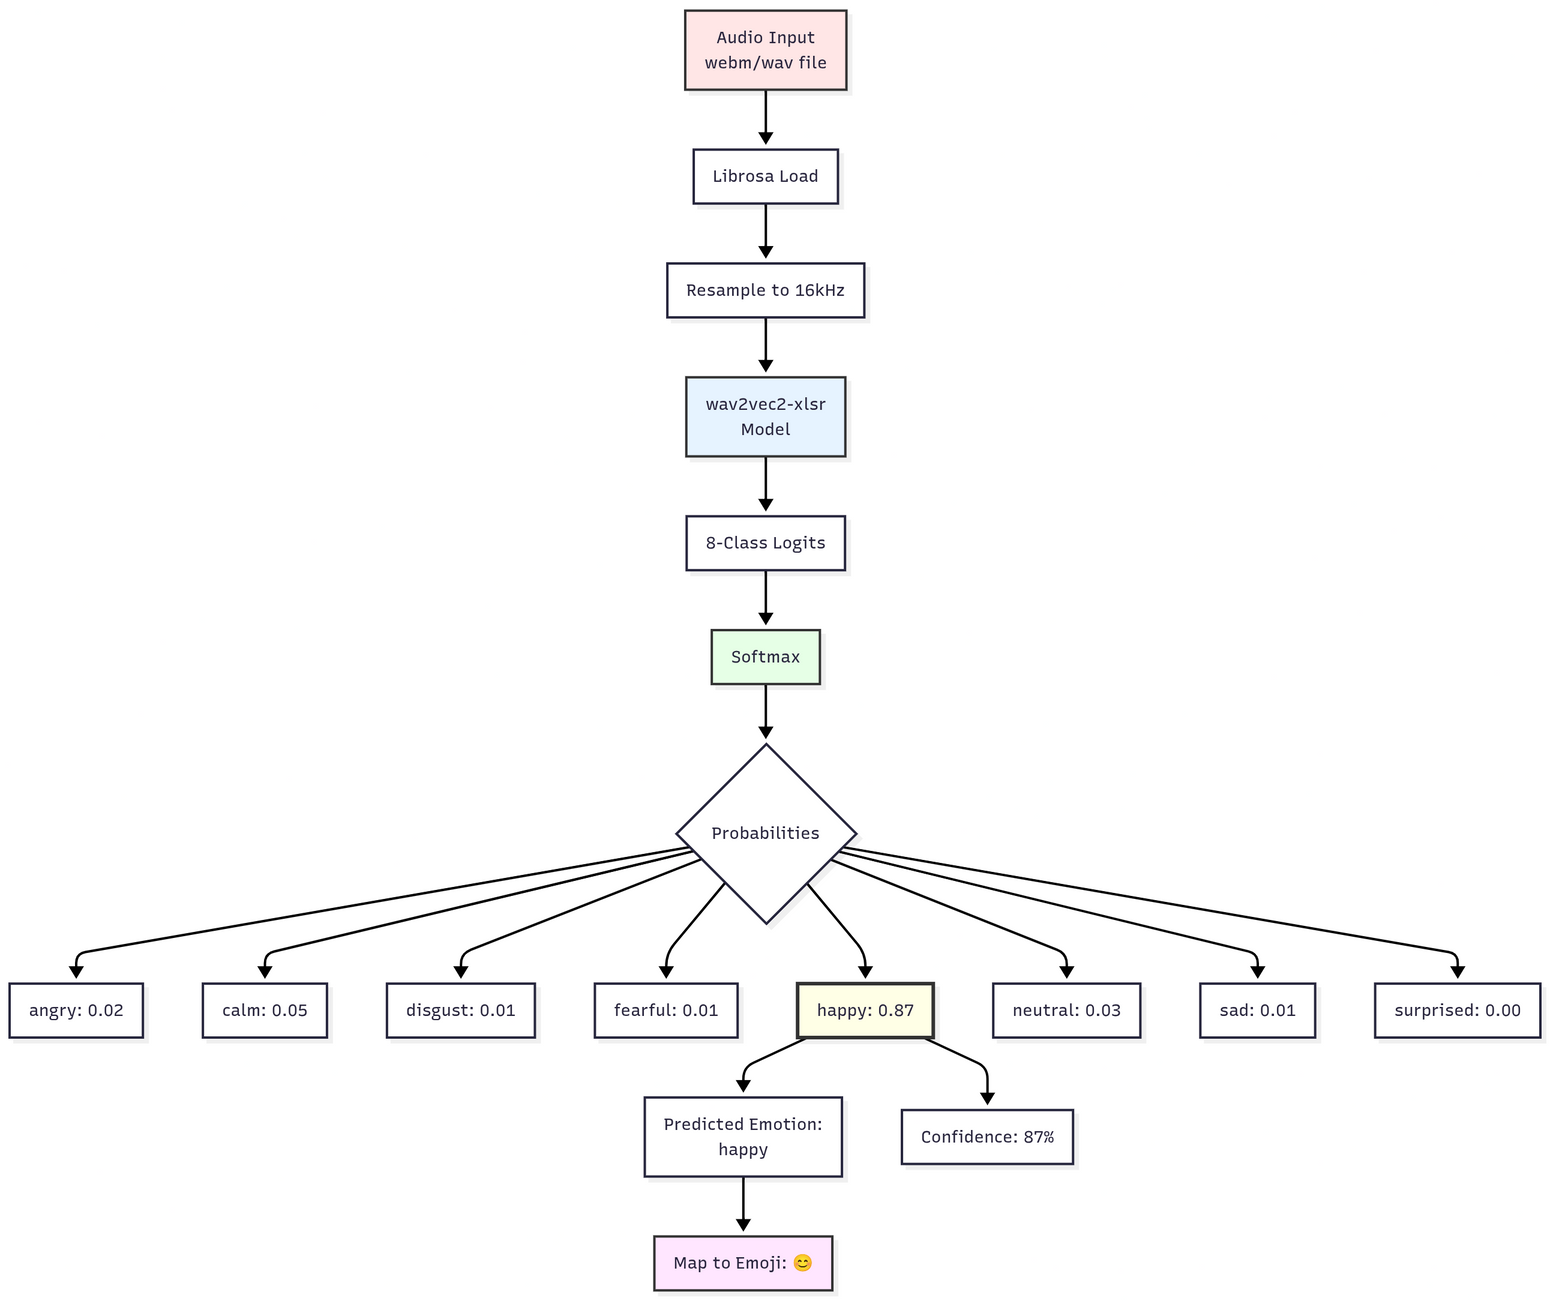 Audio Input
webm/wav file
Librosa Load
Resample to 16kHz
wav2vec2-xlsr
Model
8-Class Logits
Softmax
Probabilities
angry: 0.02
calm: 0.05
disgust: 0.01
fearful: 0.01
happy: 0.87
neutral: 0.03
sad: 0.01
surprised: 0.00
Predicted Emotion:
happy
Confidence: 87%
Map to Emoji: 😊